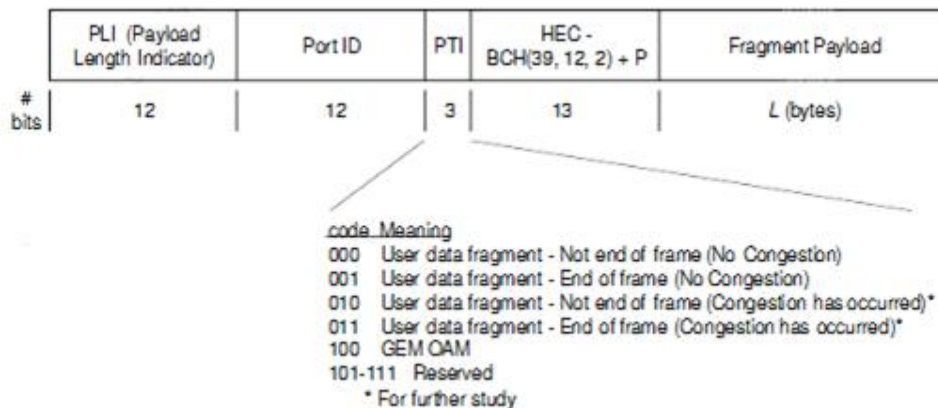 PLI (Payload Length Indicator)
Port ID
PTI
HEC - BCH(39, 12, 2) + P
Fragment Payload
# bits
12
12
3
13
L (bytes)
code Meaning
000 User data fragment - Not end of frame (No Congestion)
001 User data fragment - End of frame (No Congestion)
010 User data fragment - Not end of frame (Congestion has occurred)*
011 User data fragment - End of frame (Congestion has occurred)*
100 GEM OAM
101-111 Reserved
* For further study